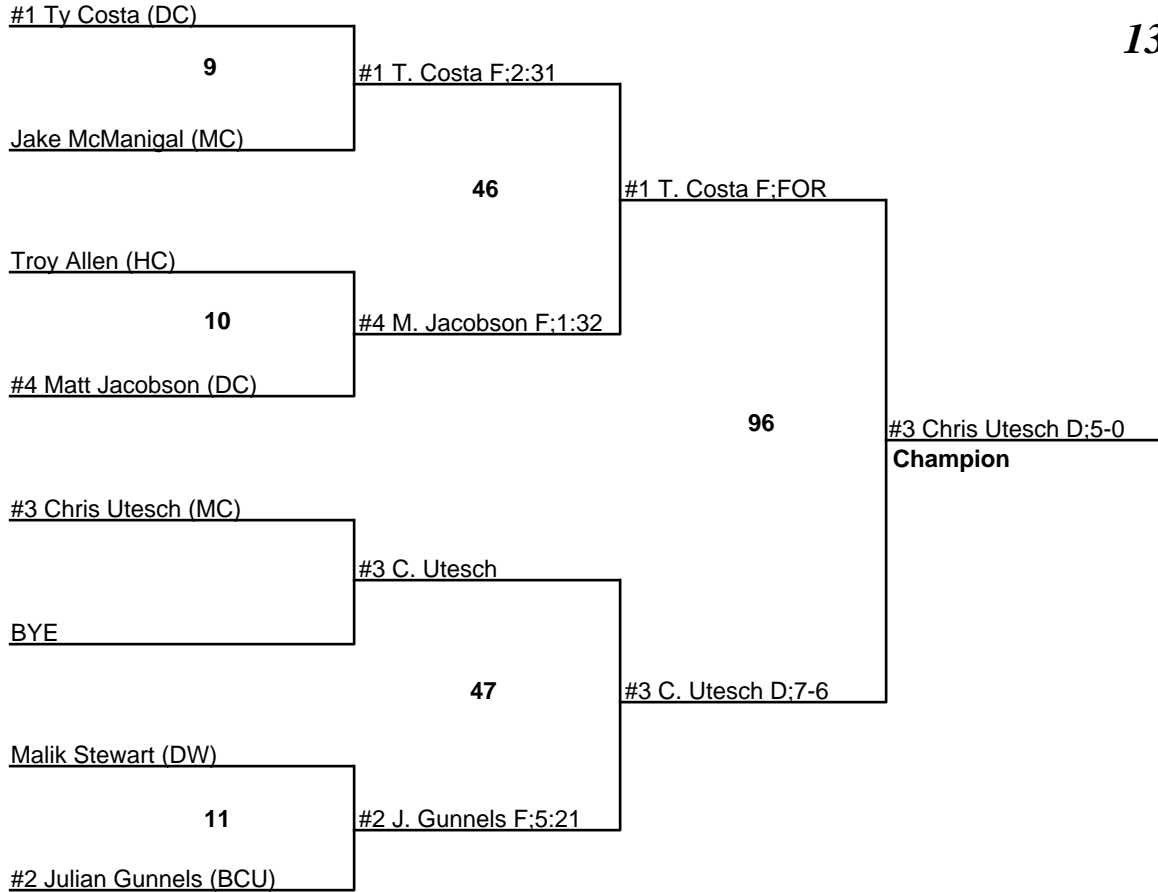 #1 Ty Costa (DC)
13
9
#1 T. Costa F;2:31
Jake McManigal (MC)
46
#1 T. Costa F;FOR
Troy Allen (HC)
10
#4 M. Jacobson F;1:32
#4 Matt Jacobson (DC)
96
#3 Chris Utesch D;5-0
Champion
#3 Chris Utesch (MC)
#3 C. Utesch
BYE
47
#3 C. Utesch D;7-6
Malik Stewart (DW)
11
#2 J. Gunnels F;5:21
#2 Julian Gunnels (BCU)